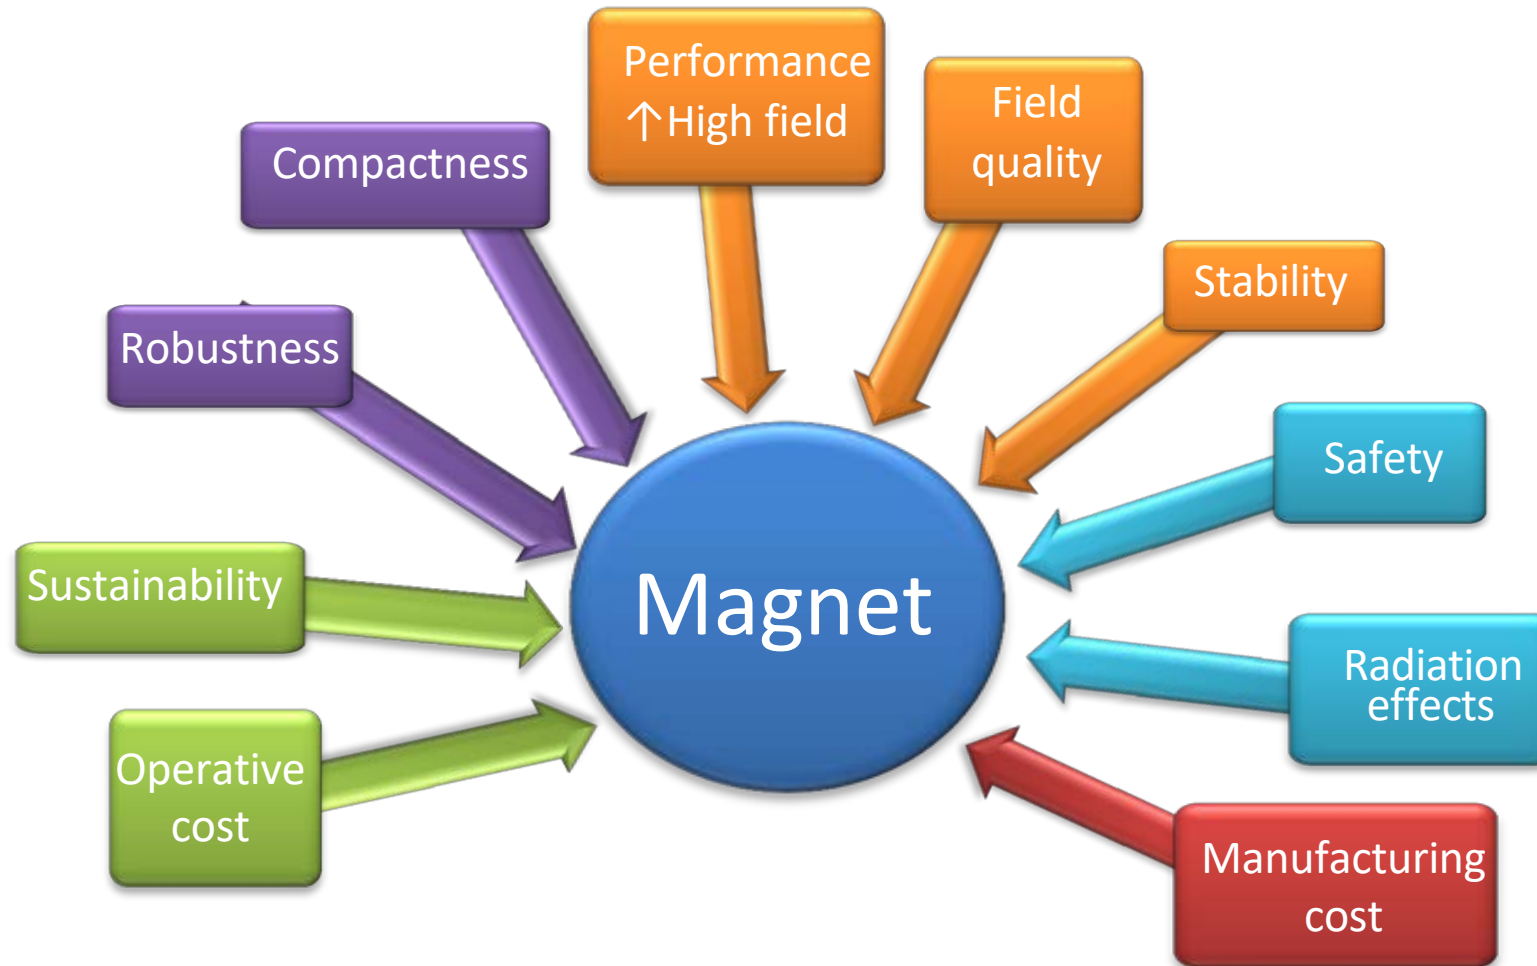 Performance
↑High field
Field
quality
Compactness
Stability
Robustness
Safety
Sustainability
Magnet
Radiation
effects
Operative
cost
Manufacturing
cost